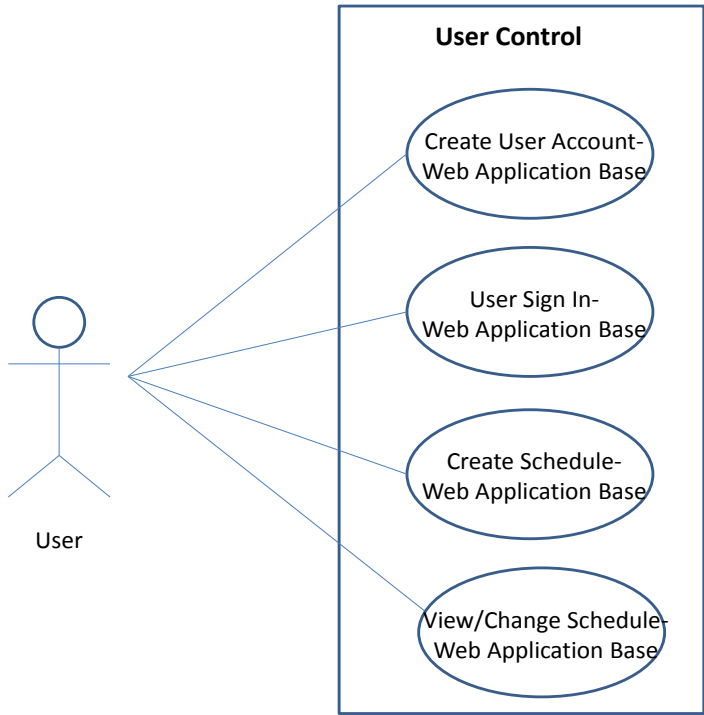 User Control
Create User Account-
Web Application Base
User Sign In-
Web Application Base
Create Schedule-
Web Application Base
User
View/Change Schedule-
Web Application Base